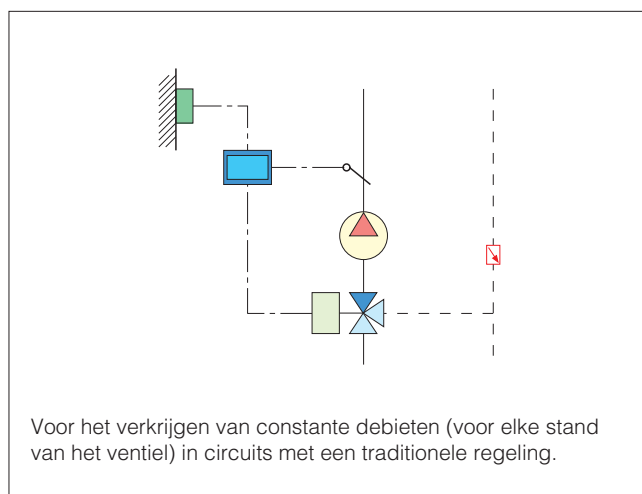 Voor het verkrijgen van constante debieten (voor elke stand
van het ventiel) in circuits met een traditionele regeling.